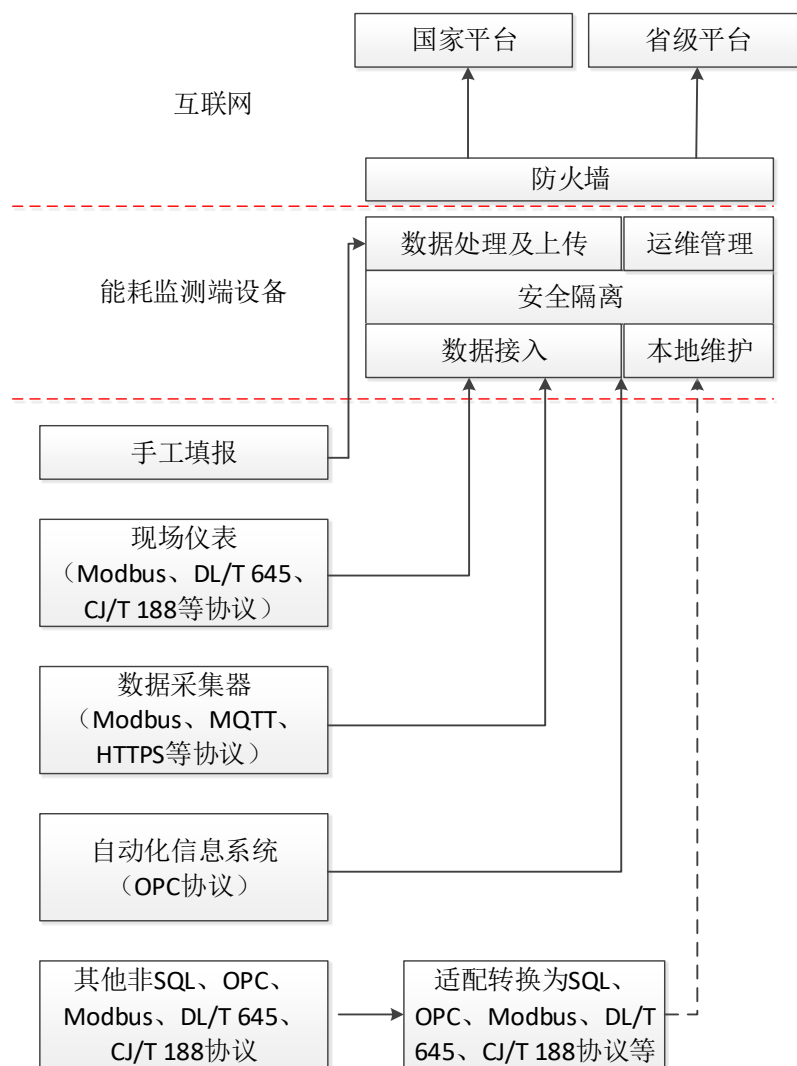 国家平台
省级平台
互联网
防火墙
数据处理及上传
运维管理
能耗监测端设备
安全隔离
数据接入
本地维护
手工填报
现场仪表
（Modbus、DL/T 645、
CJ/T 188等协议）
数据采集器
（Modbus、MQTT、
HTTPS等协议）
自动化信息系统
（OPC协议）
其他非SQL、OPC、
Modbus、DL/T 645、
CJ/T 188协议
适配转换为SQL、
OPC、Modbus、DL/T
645、CJ/T 188协议等